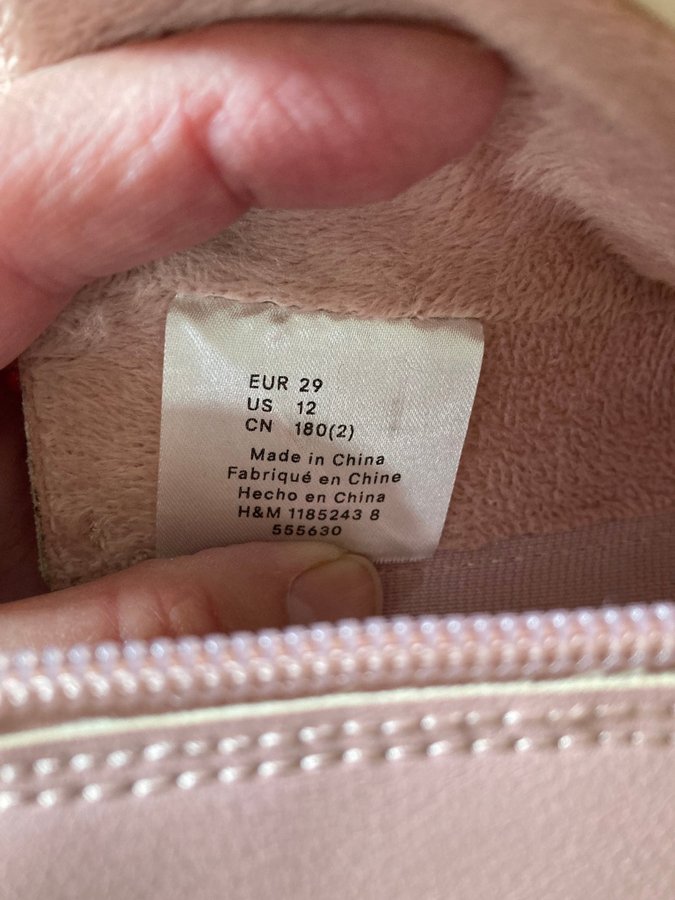 EUR 29
US 12
CN 180(2)
Made in China
Fabriqué en Chine
Hecho en China
H&M 1185243 8
555630